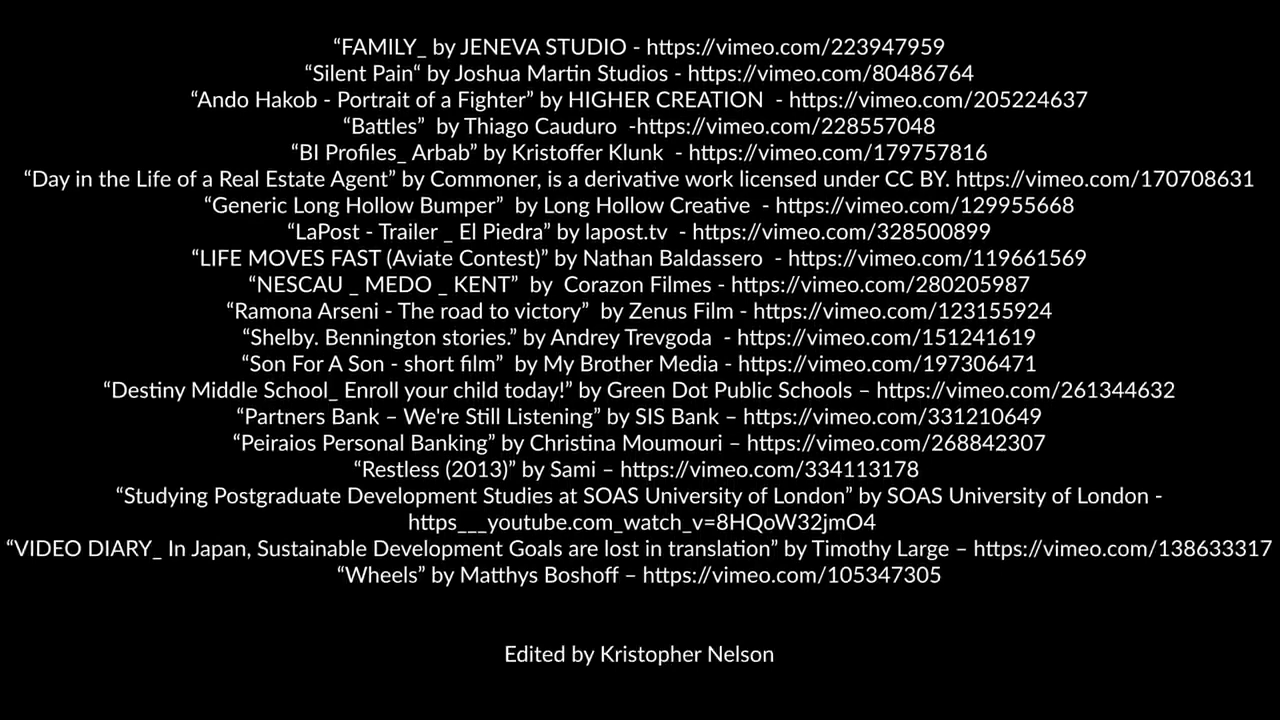 “FAMILY_ by JENEVA STUDIO - https://vimeo.com/223947959
“Silent Pain“ by Joshua Martin Studios - https://vimeo.com/80486764
“Ando Hakob - Portrait of a Fighter” by HIGHER CREATION  - https://vimeo.com/205224637
“Battles”  by Thiago Cauduro  -https://vimeo.com/228557048
“BI Profiles_ Arbab” by Kristoffer Klunk  - https://vimeo.com/179757816
“Day in the Life of a Real Estate Agent” by Commoner, is a derivative work licensed under CC BY. https://vimeo.com/170708631
“Generic Long Hollow Bumper”  by Long Hollow Creative  - https://vimeo.com/129955668
“LaPost - Trailer _ El Piedra” by lapost.tv  - https://vimeo.com/328500899
“LIFE MOVES FAST (Aviate Contest)” by Nathan Baldassero  - https://vimeo.com/119661569
“NESCAU _ MEDO _ KENT”  by  Corazon Filmes - https://vimeo.com/280205987
“Ramona Arseni - The road to victory”  by Zenus Film - https://vimeo.com/123155924
“Shelby. Bennington stories.” by Andrey Trevgoda  - https://vimeo.com/151241619
“Son For A Son - short film”  by My Brother Media - https://vimeo.com/197306471
“Destiny Middle School_ Enroll your child today!” by Green Dot Public Schools – https://vimeo.com/261344632
“Partners Bank – We're Still Listening” by SIS Bank – https://vimeo.com/331210649
“Peiraios Personal Banking” by Christina Moumouri – https://vimeo.com/268842307
“Restless (2013)” by Sami – https://vimeo.com/334113178
“Studying Postgraduate Development Studies at SOAS University of London” by SOAS University of London -
https___youtube.com_watch_v=8HQoW32jmO4
“VIDEO DIARY_ In Japan, Sustainable Development Goals are lost in translation” by Timothy Large – https://vimeo.com/138633317
“Wheels” by Matthys Boshoff – https://vimeo.com/105347305
Edited by Kristopher Nelson